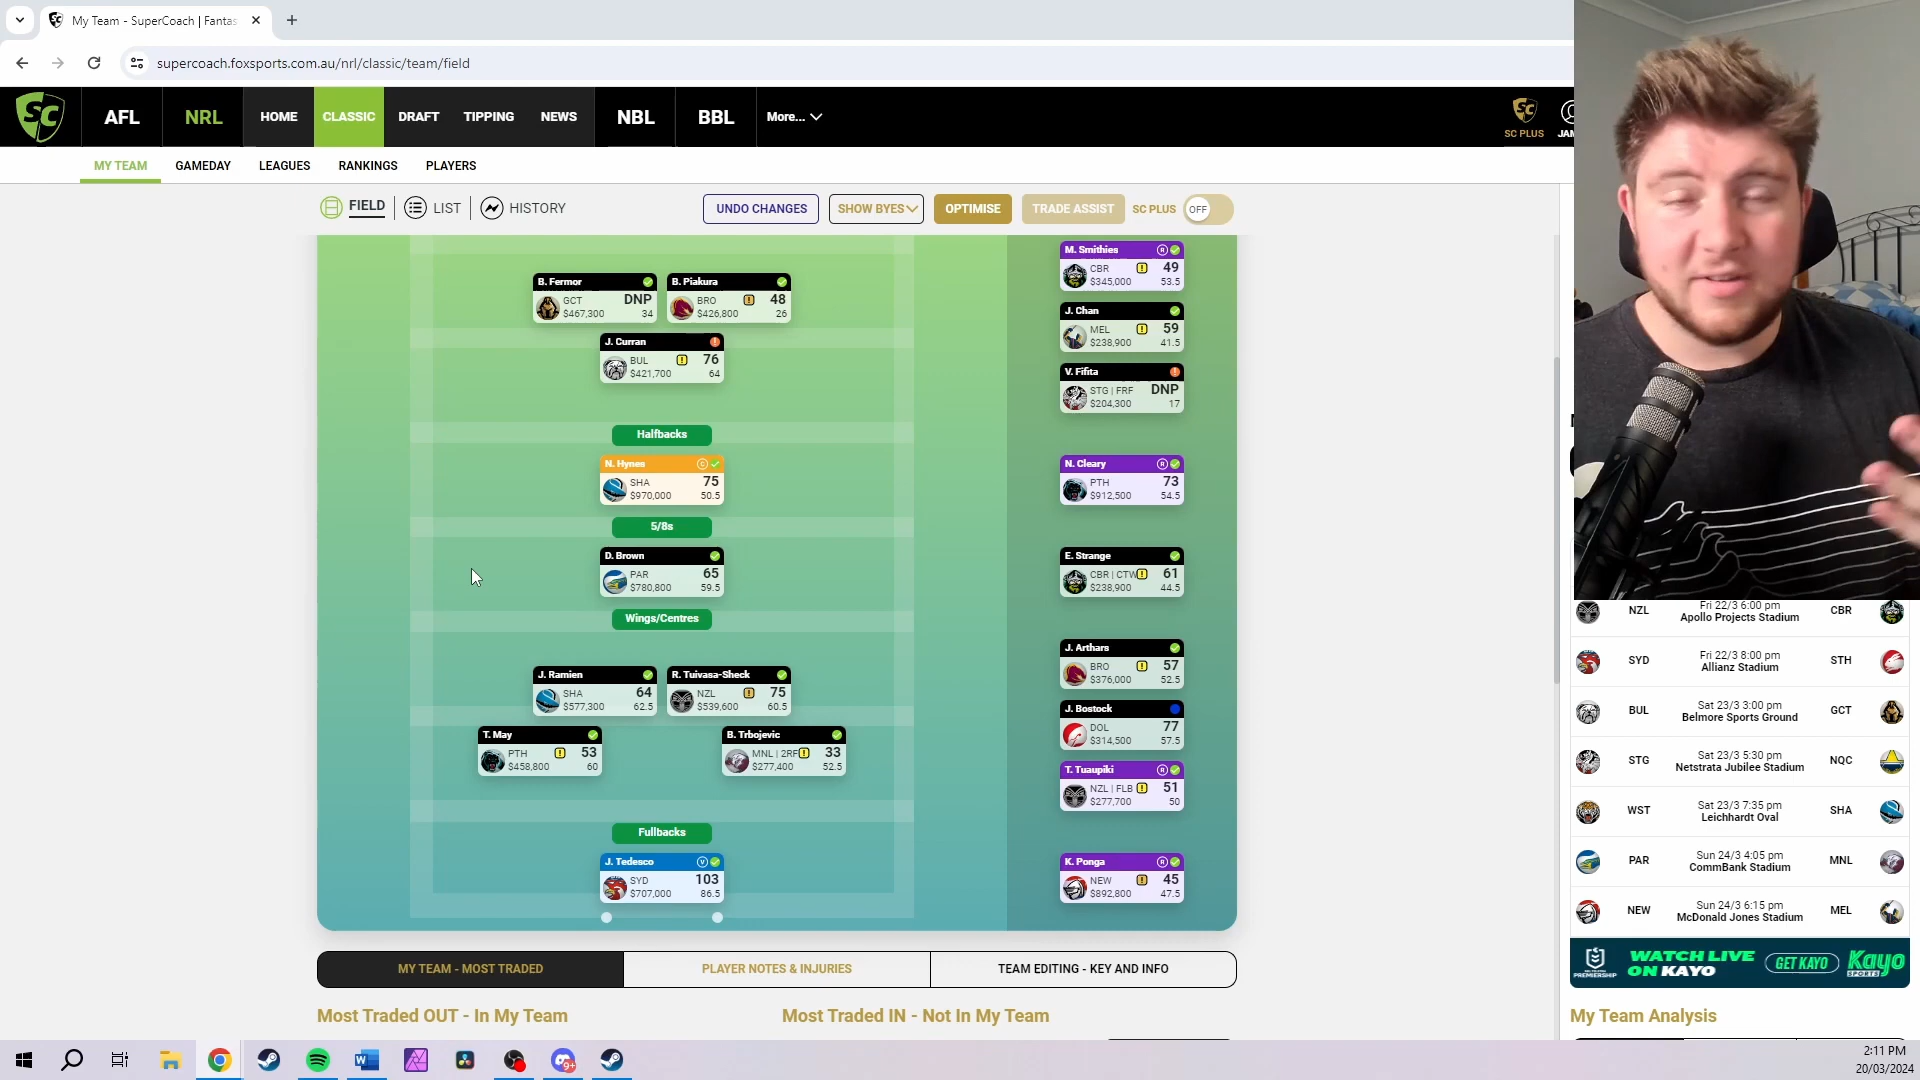 My Team - SuperCoach | Fantas
supercoach.foxsports.com.au/nrl/classic/team/field
SC
AFL
NRL
HOME
CLASSIC
DRAFT
TIPPING
NEWS
NBL
BBL
More...
SC PLUS
MY TEAM
GAMEDAY
LEAGUES
RANKINGS
PLAYERS
FIELD
LIST
HISTORY
UNDO CHANGES
SHOW BYES
OPTIMISE
TRADE ASSIST
SC PLUS
OFF
B. Fermor
GCT DNP
$467,300 34
B. Piakura
BRO 48
$426,800 26
J. Curran
BUL 76
$421,700 64
Halfbacks
N. Hynes C
SHA 75
$970,000 50.5
5/8s
D. Brown
PAR 65
$780,800 59.5
Wings/Centres
J. Ramien
SHA 64
$577,300 62.5
R. Tuivasa-Sheck
NZL 75
$539,600 60.5
T. May
PTH 53
$458,800 60
B. Trbojevic
MNL | 2RF 33
$277,400 52.5
Fullbacks
J. Tedesco V
SYD 103
$707,000 86.5
M. Smithies R
CBR 49
$345,000 53.5
J. Chan
MEL 59
$238,900 41.5
V. Fifita
STG | FRF DNP
$204,300 17
N. Cleary R
PTH 73
$912,500 54.5
E. Strange
CBR | CTW 61
$238,900 44.5
J. Arthars
BRO 57
$376,000 52.5
J. Bostock
DOL 77
$314,500 57.5
T. Tuaupiki R
NZL | FLB 51
$277,700 50
K. Ponga R
NEW 45
$892,800 47.5
NZL Fri 22/3 6:00 pm CBR
Apollo Projects Stadium
SYD Fri 22/3 8:00 pm STH
Allianz Stadium
BUL Sat 23/3 3:00 pm GCT
Belmore Sports Ground
STG Sat 23/3 5:30 pm NQC
Netstrata Jubilee Stadium
WST Sat 23/3 7:35 pm SHA
Leichhardt Oval
PAR Sun 24/3 4:05 pm MNL
CommBank Stadium
NEW Sun 24/3 6:15 pm MEL
McDonald Jones Stadium
WATCH LIVE
ON KAYO
GET KAYO
Kayo
SPORTS
MY TEAM - MOST TRADED
PLAYER NOTES & INJURIES
TEAM EDITING - KEY AND INFO
Most Traded OUT - In My Team
Most Traded IN - Not In My Team
My Team Analysis
9+
2:11 PM
20/03/2024